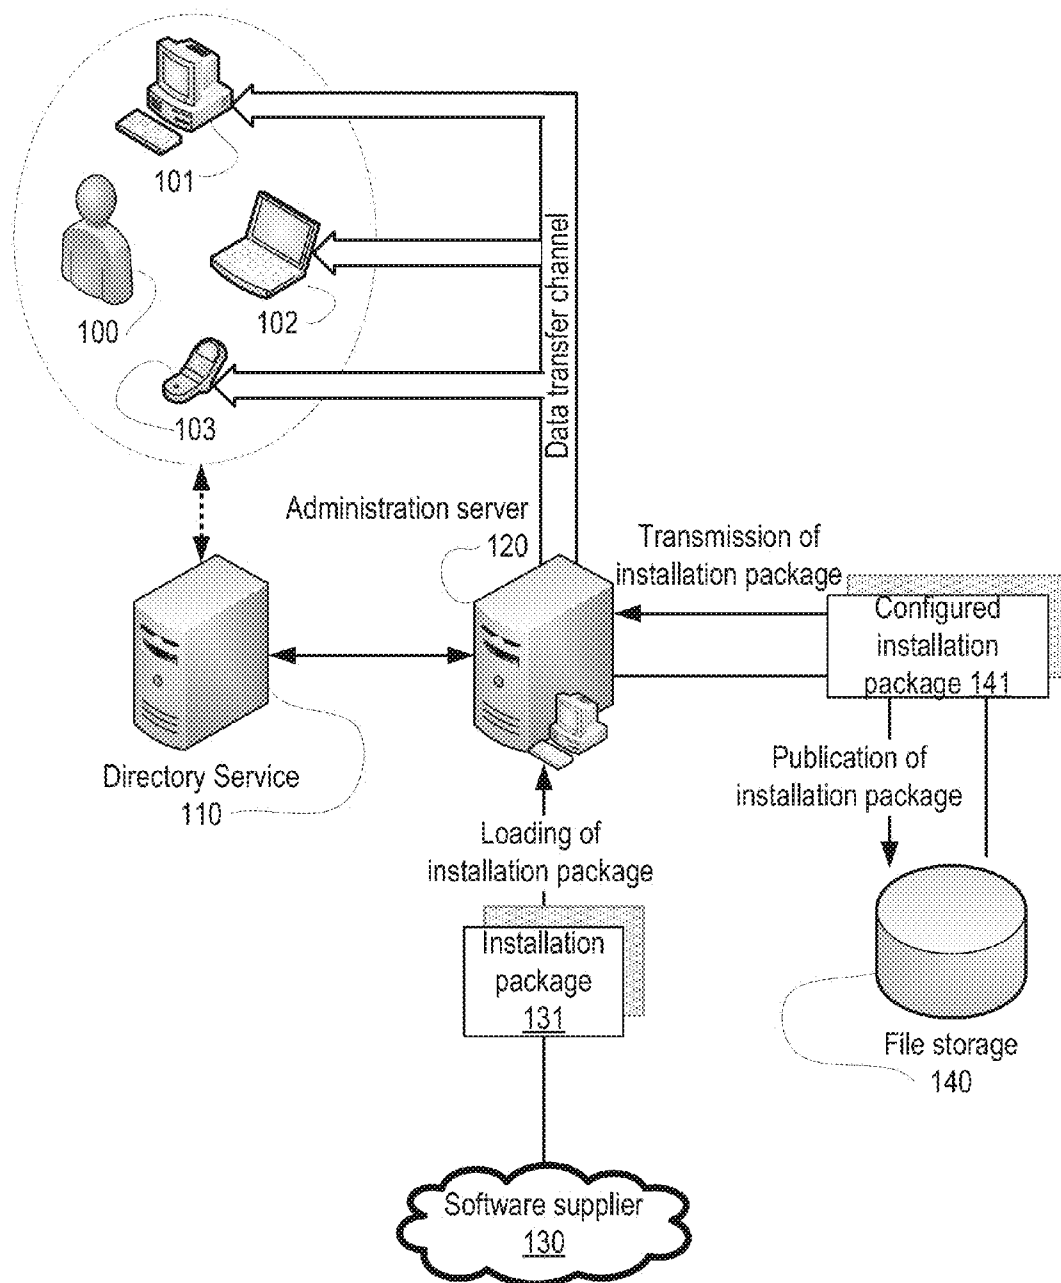 101
100
102
103
Data transfer channel
Administration server
120
Transmission of
installation package
Configured
installation
package 141
Directory Service
110
Publication of
installation package
Loading of
installation package
Installation
package
131
File storage
140
Software supplier
130